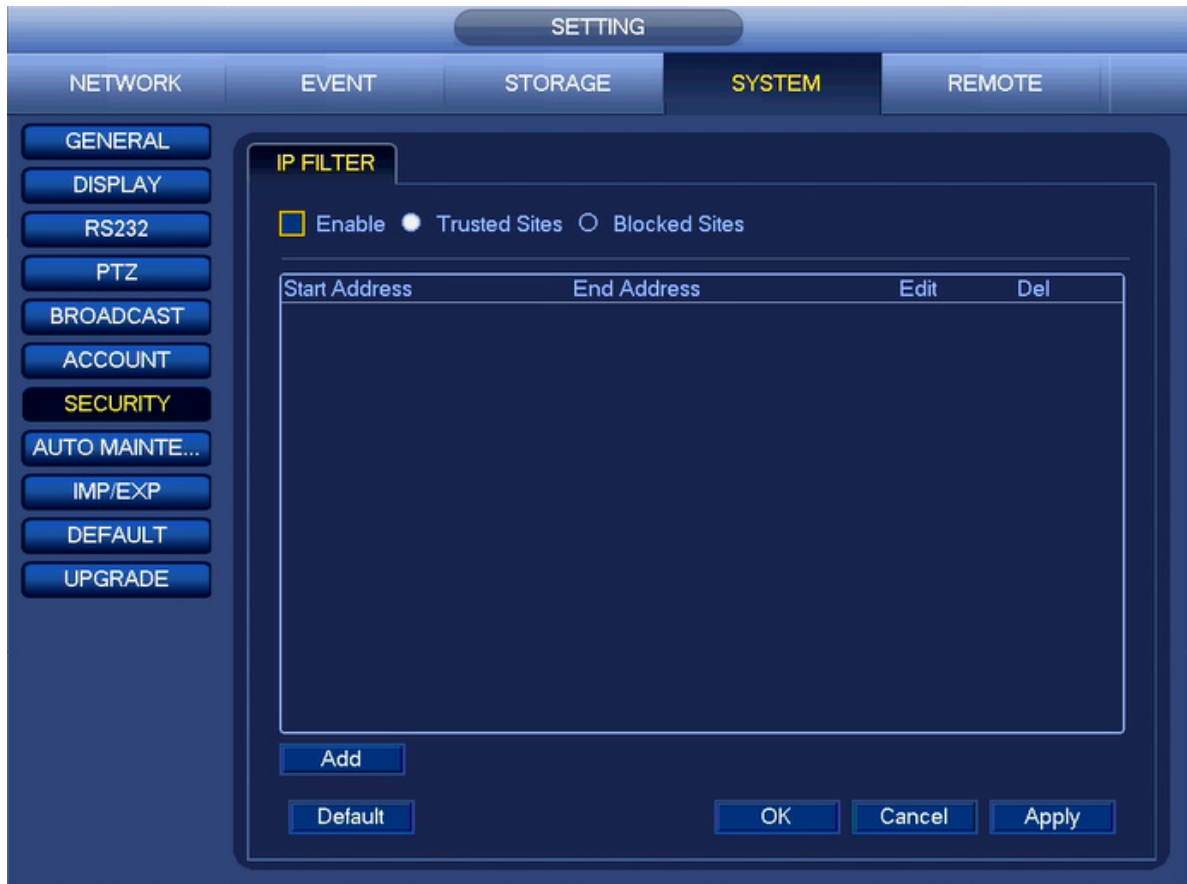 SETTING
NETWORK EVENT STORAGE SYSTEM REMOTE
GENERAL
DISPLAY
RS232
PTZ
BROADCAST
ACCOUNT
SECURITY
AUTO MAINTE...
IMP/EXP
DEFAULT
UPGRADE
IP FILTER
Enable Trusted Sites Blocked Sites
Start Address End Address Edit Del
Add
Default OK Cancel Apply